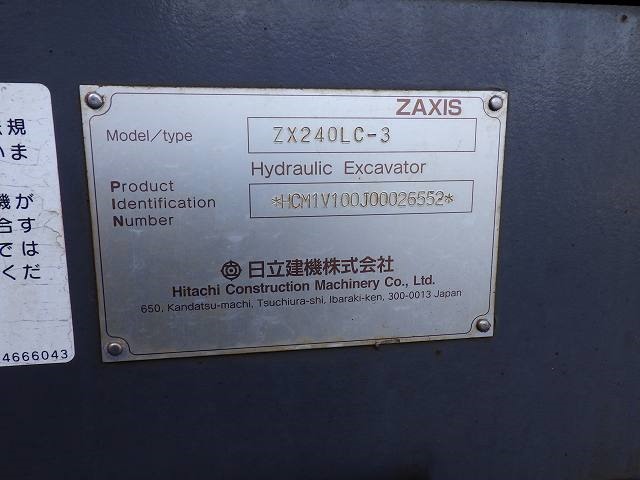 ZAXIS
Model/type ZX240LC-3
Hydraulic Excavator
Product
Identification
Number
*HCM1V100J00026552*
日立建機株式会社
Hitachi Construction Machinery Co., Ltd.
650, Kandatsu-machi, Tsuchiura-shi, Ibaraki-ken, 300-0013 Japan
規
いま
機が
合す
では
くだ
4666043